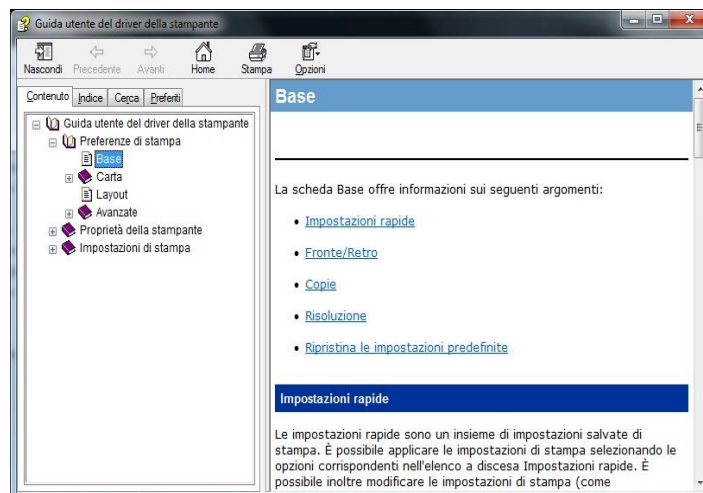 Guida utente del driver della stampante
Nascondi Precedente Avanti Home Stampa Opzioni
Contenuto Indice Cerca Preferiti
Guida utente del driver della stampante
Preferenze di stampa
Base
Carta
Layout
Avanzate
Proprietà della stampante
Impostazioni di stampa
Base
La scheda Base offre informazioni sui seguenti argomenti:
• Impostazioni rapide
• Fronte/Retro
• Copie
• Risoluzione
• Ripristina le impostazioni predefinite
Impostazioni rapide
Le impostazioni rapide sono un insieme di impostazioni salvate di
stampa. È possibile applicare le impostazioni di stampa selezionando le
opzioni corrispondenti nell'elenco a discesa Impostazioni rapide. È
possibile inoltre modificare le impostazioni di stampa (come